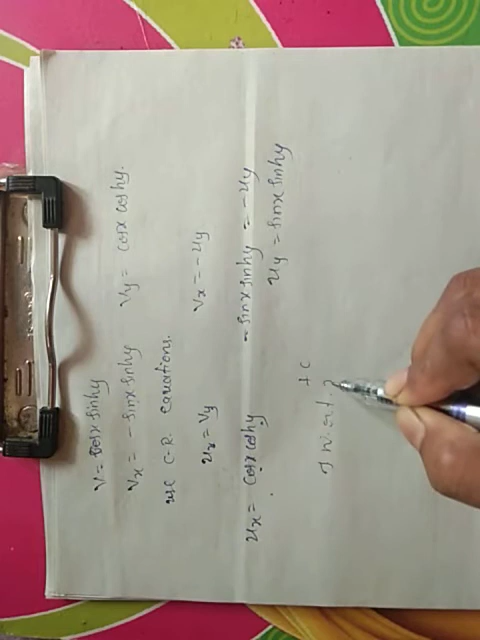 V = cosx sinhy
Vx = - sinx sinhy Vy = cosx coshy.
use C-R equations.
ux = Vy Vx = -uy
ux = cosx coshy - sinx sinhy = -uy
uy = sinx sinhy
+ c
I w.r.t.